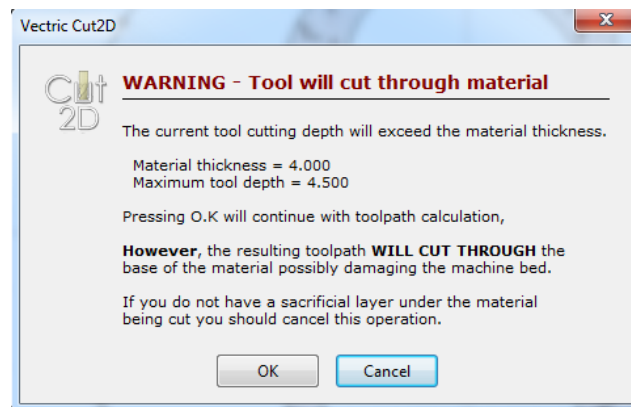 Vectric Cut2D
Cut
2D
WARNING - Tool will cut through material
The current tool cutting depth will exceed the material thickness.
Material thickness = 4.000
Maximum tool depth = 4.500
Pressing O.K will continue with toolpath calculation,
However, the resulting toolpath WILL CUT THROUGH the
base of the material possibly damaging the machine bed.
If you do not have a sacrificial layer under the material
being cut you should cancel this operation.
OK
Cancel